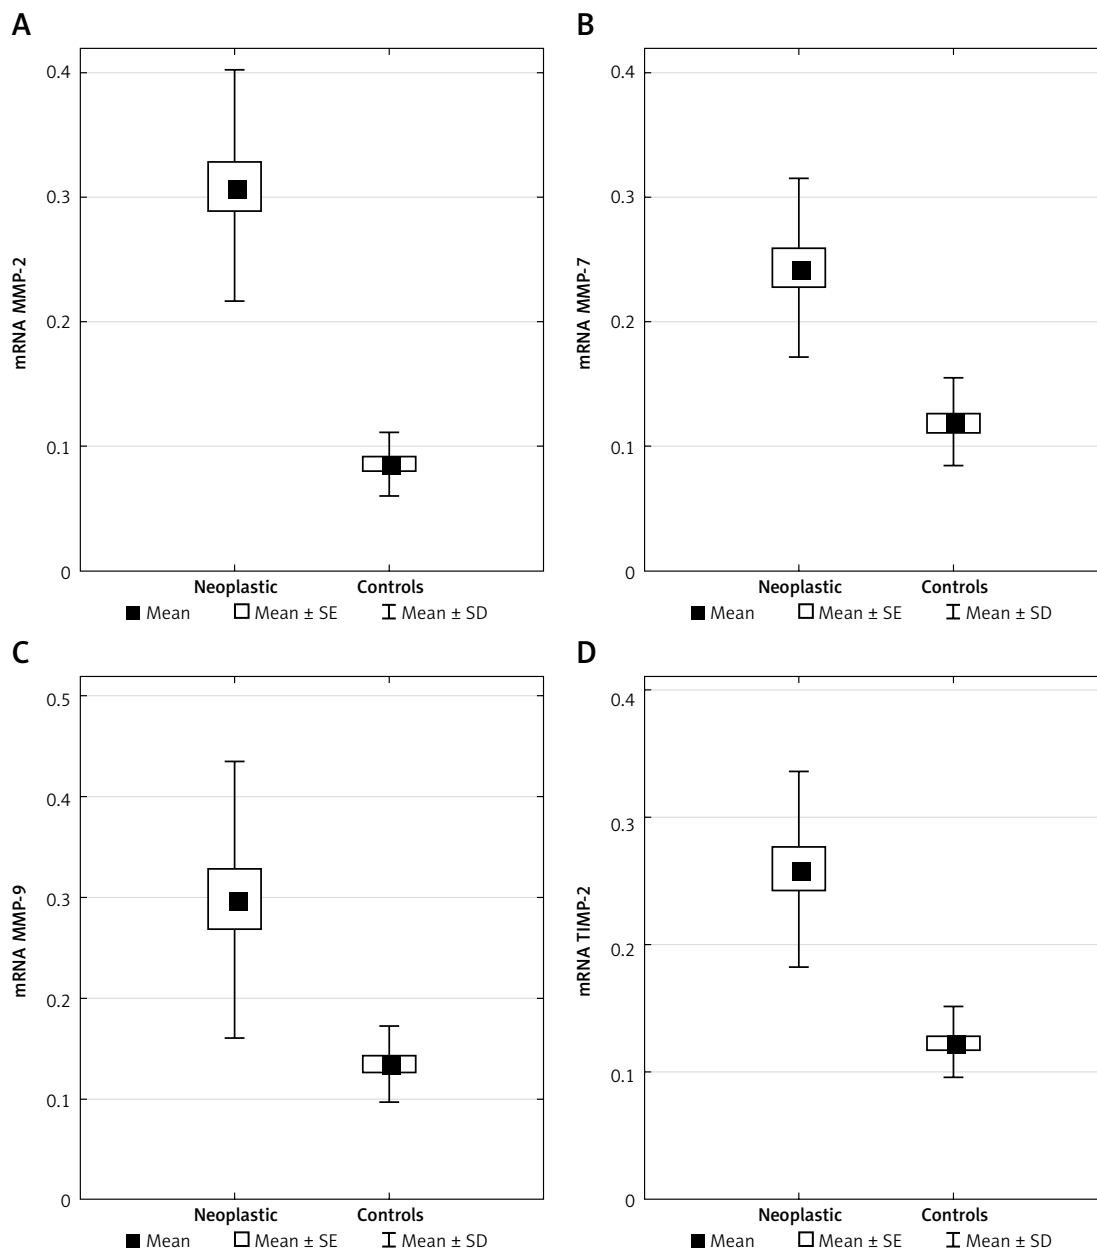 A
mRNA MMP-2
0.4
0.3
0.2
0.1
0
Neoplastic Controls
Mean Mean ± SE Mean ± SD
B
mRNA MMP-7
0.4
0.3
0.2
0.1
0
Neoplastic Controls
Mean Mean ± SE Mean ± SD
C
mRNA MMP-9
0.5
0.4
0.3
0.2
0.1
0
Neoplastic Controls
Mean Mean ± SE Mean ± SD
D
mRNA TIMP-2
0.4
0.3
0.2
0.1
0
Neoplastic Controls
Mean Mean ± SE Mean ± SD